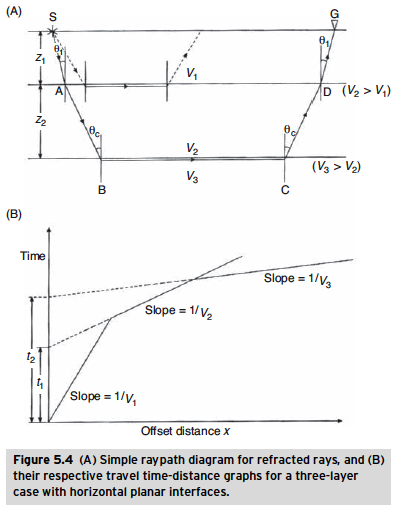 (A)
S
G
z₁
θ₁
θ₁
V₁
A
D (V₂ > V₁)
z₂
θc
θc
V₂
(V₃ > V₂)
V₃
B
C
(B)
Time
Slope = 1/V₃
Slope = 1/V₂
t₂
t₁
Slope = 1/V₁
Offset distance x
Figure 5.4 (A) Simple raypath diagram for refracted rays, and (B)
their respective travel time-distance graphs for a three-layer
case with horizontal planar interfaces.